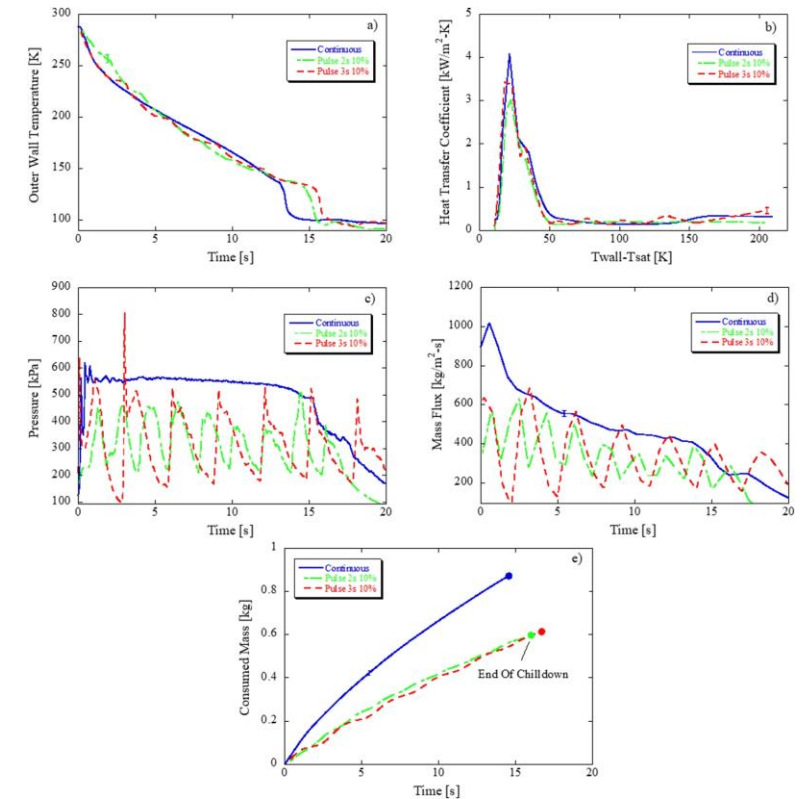 a)
Continuous
Pulse 2s 10%
Pulse 3s 10%
Outer Wall Temperature [K]
300
250
200
150
100
0 5 10 15 20
Time [s]
b)
Continuous
Pulse 2s 10%
Pulse 3s 10%
Heat Transfer Coefficient [kW/m²-K]
5
4
3
2
1
0
0 50 100 150 200
Twall-Tsat [K]
c)
Continuous
Pulse 2s 10%
Pulse 3s 10%
Pressure [kPa]
900
800
700
600
500
400
300
200
100
0 5 10 15 20
Time [s]
d)
Continuous
Pulse 2s 10%
Pulse 3s 10%
Mass Flux [kg/m²-s]
1200
1000
800
600
400
200
0 5 10 15 20
Time [s]
e)
Continuous
Pulse 2s 10%
Pulse 3s 10%
Consumed Mass [kg]
1
0.8
0.6
0.4
0.2
0
End Of Chilldown
0 5 10 15 20
Time [s]